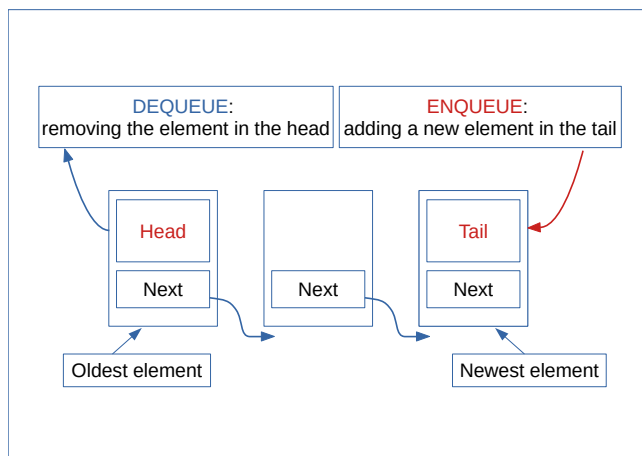 DEQUEUE:
removing the element in the head
ENQUEUE:
adding a new element in the tail
Head
Next
Next
Tail
Next
Oldest element
Newest element